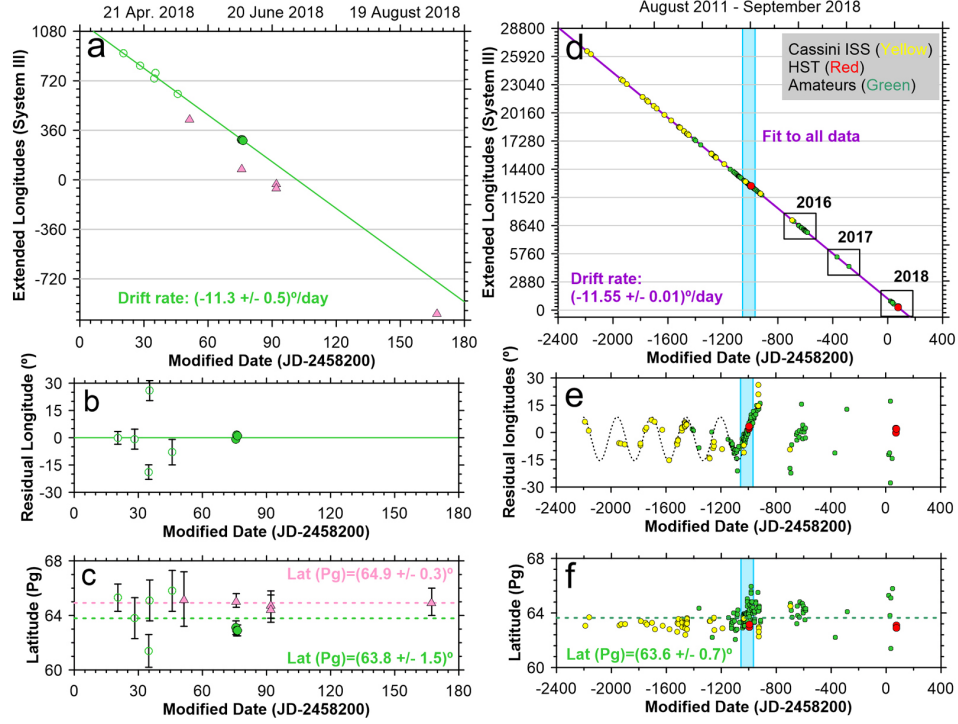 21 Apr. 2018 20 June 2018 19 August 2018
a
Extended Longitudes (System III)
1080
720
360
0
-360
-720
Drift rate: (-11.3 +/- 0.5)º/day
0 30 60 90 120 150 180
Modified Date (JD-2458200)
b
Residual Longitude (º)
30
15
0
-15
-30
0 30 60 90 120 150 180
Modified Date (JD-2458200)
c
Latitude (Pg)
68
64
60
Lat (Pg)=(64.9 +/- 0.3)º
Lat (Pg)=(63.8 +/- 1.5)º
0 30 60 90 120 150 180
Modified Date (JD-2458200)
August 2011 - September 2018
d
Extended Longitudes (System III)
28800
25920
23040
20160
17280
14400
11520
8640
5760
2880
0
Cassini ISS (Yellow)
HST (Red)
Amateurs (Green)
Fit to all data
2016
2017
2018
Drift rate:
(-11.55 +/- 0.01)º/day
-2400 -2000 -1600 -1200 -800 -400 0 400
Modified Date (JD-2458200)
e
Residual longitudes (º)
30
15
0
-15
-30
-2400 -2000 -1600 -1200 -800 -400 0 400
Modified Date (JD-2458200)
f
Latitude (Pg)
68
64
60
Lat (Pg)=(63.6 +/- 0.7)º
-2400 -2000 -1600 -1200 -800 -400 0 400
Modified Date (JD-2458200)